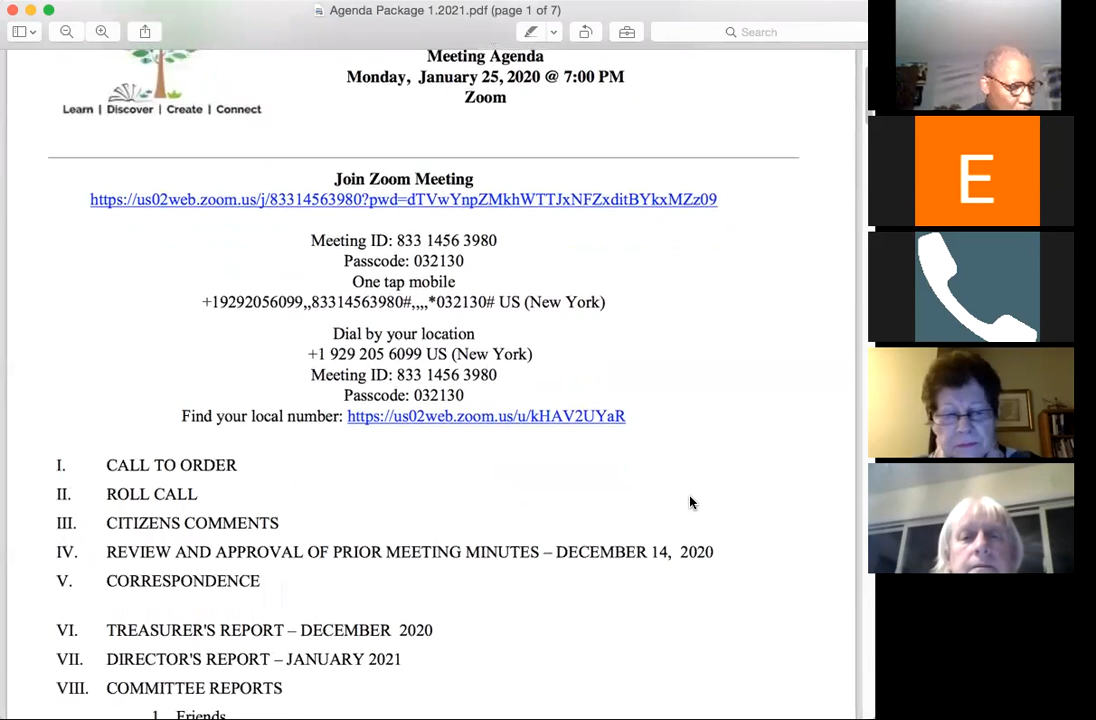 Agenda Package 1.2021.pdf (page 1 of 7)
Search
Meeting Agenda
Monday, January 25, 2020 @ 7:00 PM
Zoom
Learn | Discover | Create | Connect
Join Zoom Meeting
https://us02web.zoom.us/j/83314563980?pwd=dTVwYnpZMkhWTTJxNFZxditBYkxMZz09
Meeting ID: 833 1456 3980
Passcode: 032130
One tap mobile
+19292056099,,83314563980#,,,,*032130# US (New York)
Dial by your location
+1 929 205 6099 US (New York)
Meeting ID: 833 1456 3980
Passcode: 032130
Find your local number: https://us02web.zoom.us/u/kHAV2UYaR
I. CALL TO ORDER
II. ROLL CALL
III. CITIZENS COMMENTS
IV. REVIEW AND APPROVAL OF PRIOR MEETING MINUTES – DECEMBER 14, 2020
V. CORRESPONDENCE
VI. TREASURER'S REPORT – DECEMBER 2020
VII. DIRECTOR'S REPORT – JANUARY 2021
VIII. COMMITTEE REPORTS
1. Friends
E